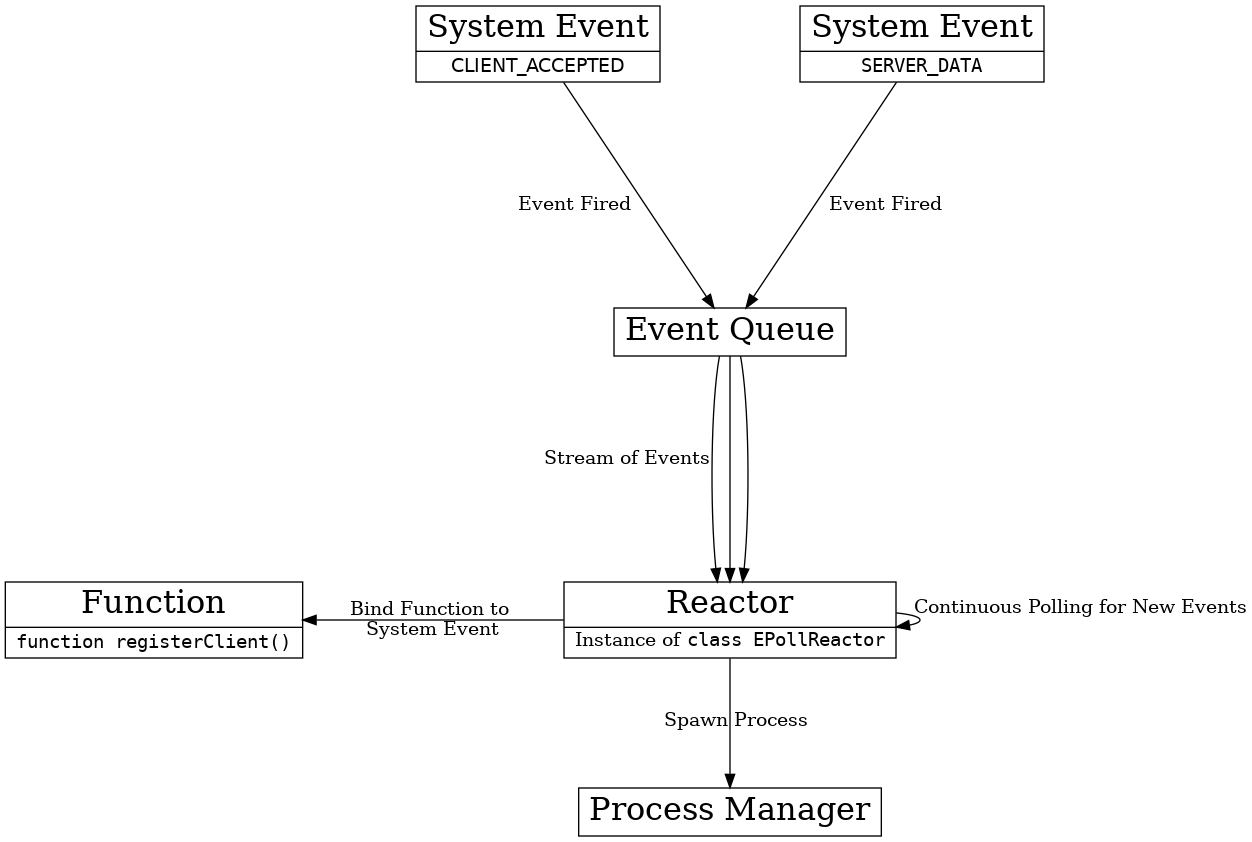 System Event
CLIENT_ACCEPTED
System Event
SERVER_DATA
Event Fired
Event Fired
Event Queue
Stream of Events
Function
function registerClient()
Bind Function to
System Event
Reactor
Instance of class EPollReactor
Continuous Polling for New Events
Spawn Process
Process Manager